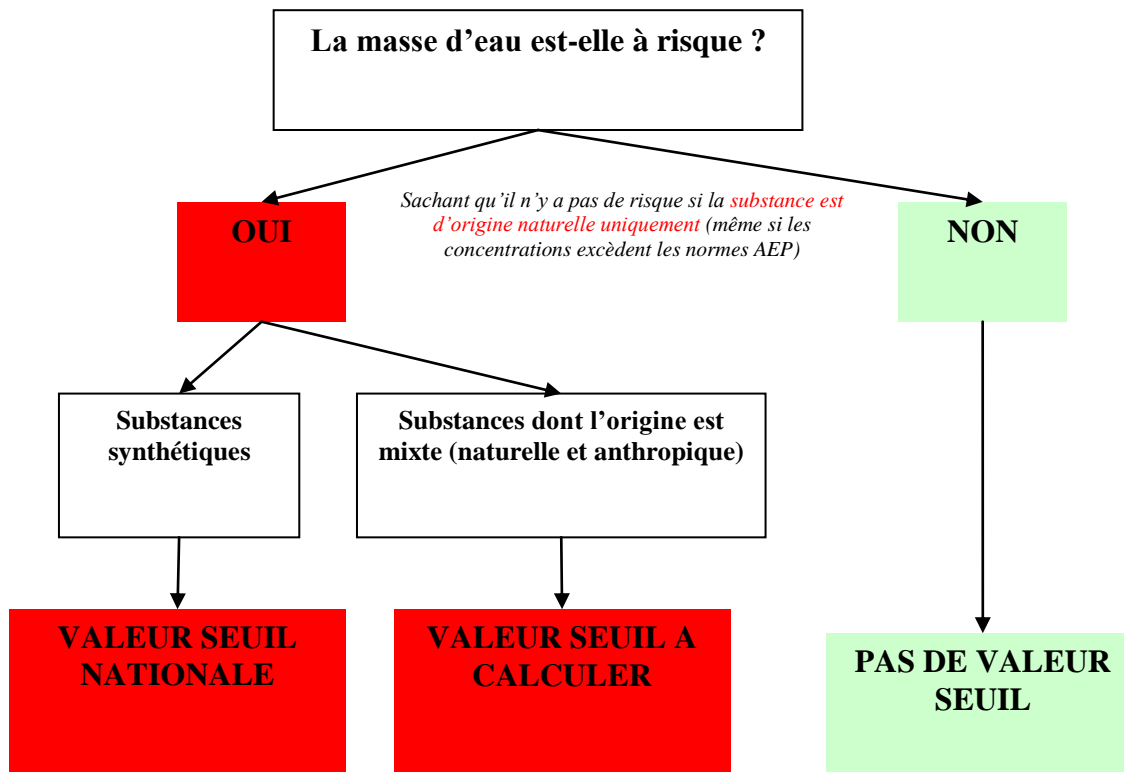 La masse d'eau est-elle à risque ?
OUI
Sachant qu'il n'y a pas de risque si la substance est
d'origine naturelle uniquement (même si les
concentrations excèdent les normes AEP)
NON
Substances
synthétiques
Substances dont l'origine est
mixte (naturelle et anthropique)
VALEUR SEUIL
NATIONALE
VALEUR SEUIL A
CALCULER
PAS DE VALEUR
SEUIL